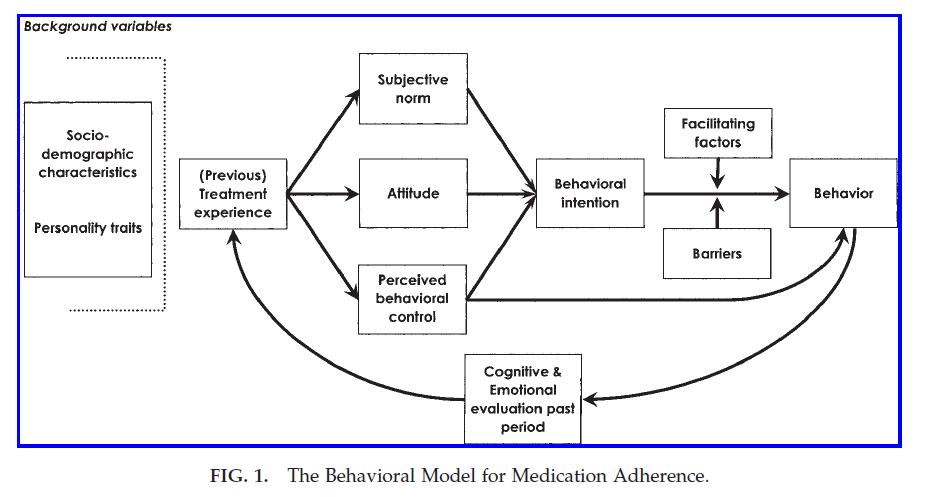 Background variables
Socio-
demographic
characteristics
Personality traits
(Previous)
Treatment
experience
Subjective
norm
Attitude
Perceived
behavioral
control
Behavioral
intention
Facilitating
factors
Barriers
Behavior
Cognitive &
Emotional
evaluation past
period
FIG. 1. The Behavioral Model for Medication Adherence.